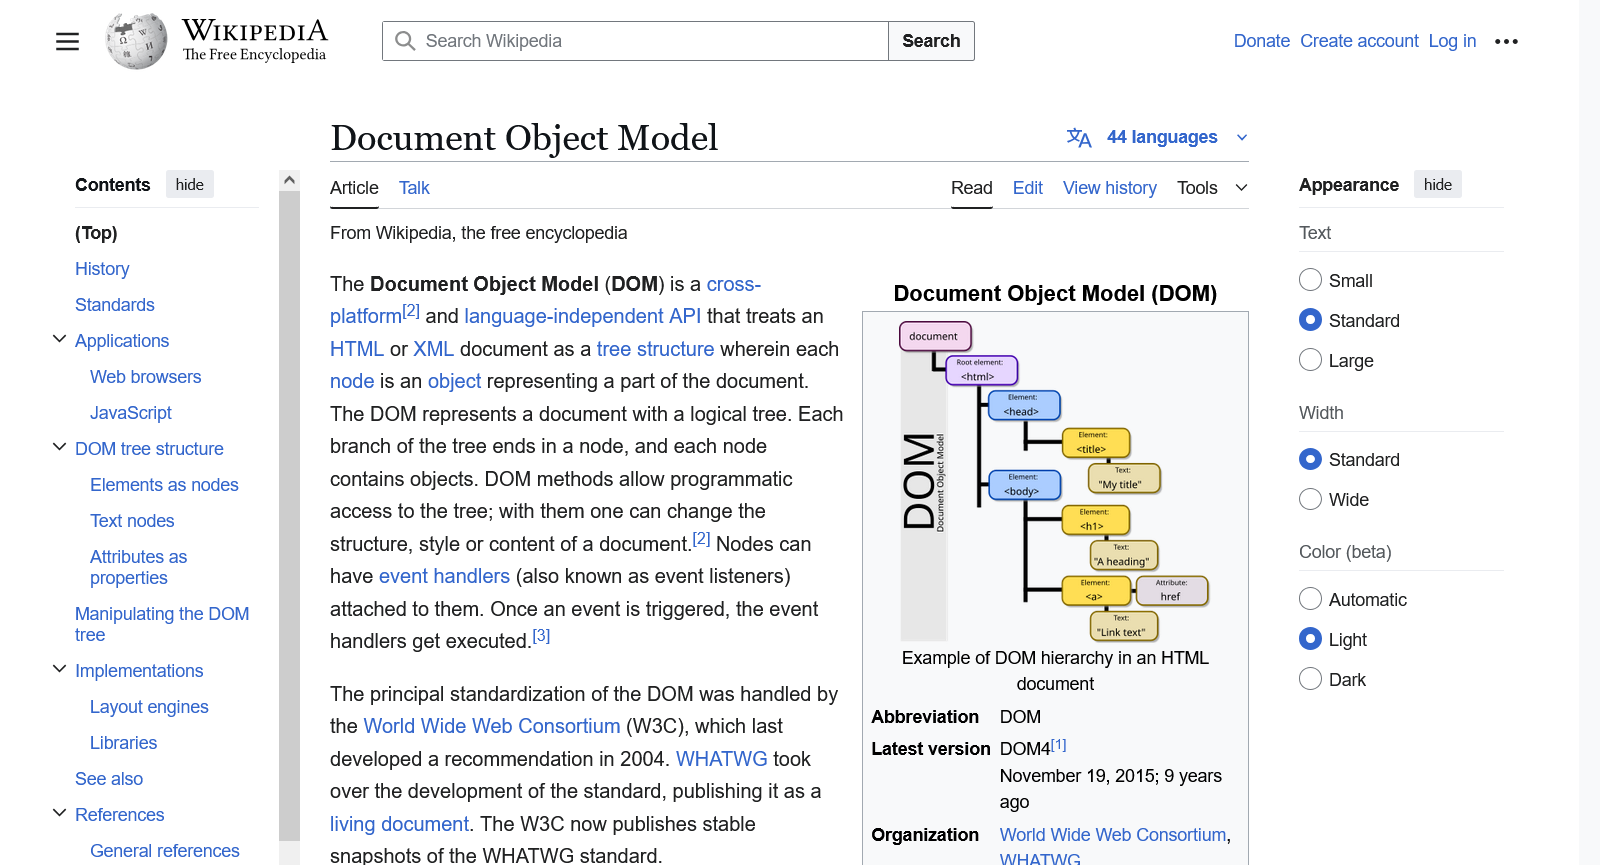 WIKIPEDIA
The Free Encyclopedia
Search Wikipedia
Search
Donate Create account Log in
Document Object Model
44 languages
Article Talk
Read Edit View history Tools
From Wikipedia, the free encyclopedia
Contents hide
(Top)
History
Standards
Applications
Web browsers
JavaScript
DOM tree structure
Elements as nodes
Text nodes
Attributes as
properties
Manipulating the DOM
tree
Implementations
Layout engines
Libraries
See also
References
General references
The Document Object Model (DOM) is a cross-
platform[2] and language-independent API that treats an
HTML or XML document as a tree structure wherein each
node is an object representing a part of the document.
The DOM represents a document with a logical tree. Each
branch of the tree ends in a node, and each node
contains objects. DOM methods allow programmatic
access to the tree; with them one can change the
structure, style or content of a document.[2] Nodes can
have event handlers (also known as event listeners)
attached to them. Once an event is triggered, the event
handlers get executed.[3]
The principal standardization of the DOM was handled by
the World Wide Web Consortium (W3C), which last
developed a recommendation in 2004. WHATWG took
over the development of the standard, publishing it as a
living document. The W3C now publishes stable
snapshots of the WHATWG standard.
Document Object Model (DOM)
document
Root element:
<html>
Element:
<head>
Element:
<title>
Text:
"My title"
Element:
<body>
Element:
<h1>
Text:
"A heading"
Element:
<a>
Attribute:
href
Text:
"Link text"
DOM
Document Object Model
Example of DOM hierarchy in an HTML
document
Abbreviation DOM
Latest version DOM4[1]
November 19, 2015; 9 years
ago
Organization World Wide Web Consortium,
WHATWG
Appearance hide
Text
Small
Standard
Large
Width
Standard
Wide
Color (beta)
Automatic
Light
Dark